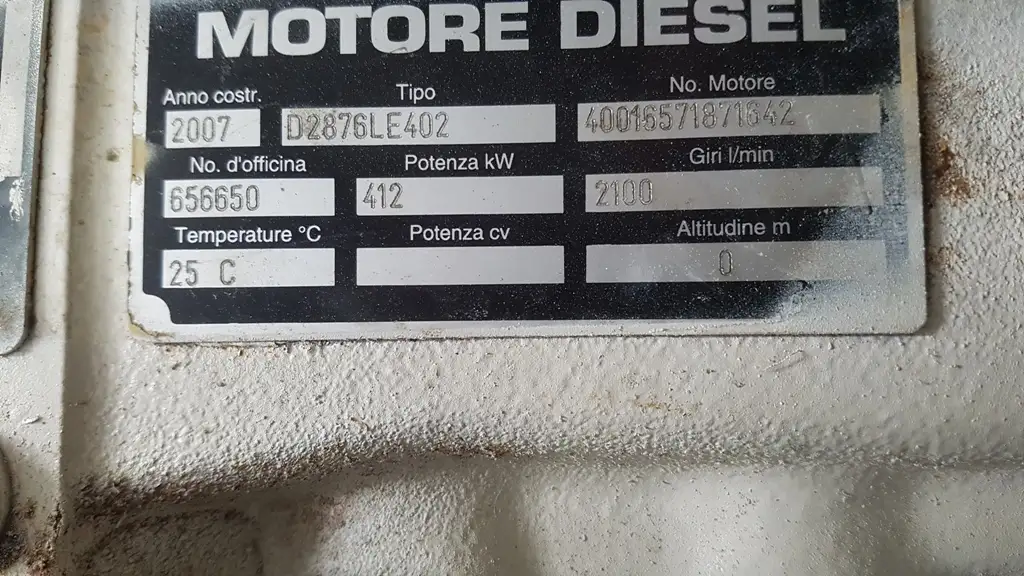 MOTORE DIESEL
Anno costr. Tipo No. Motore
2007 D2876LE402 40016571871642
No. d'officina Potenza kW Giri l/min
656650 412 2100
Temperature °C Potenza cv Altitudine m
25 C 0